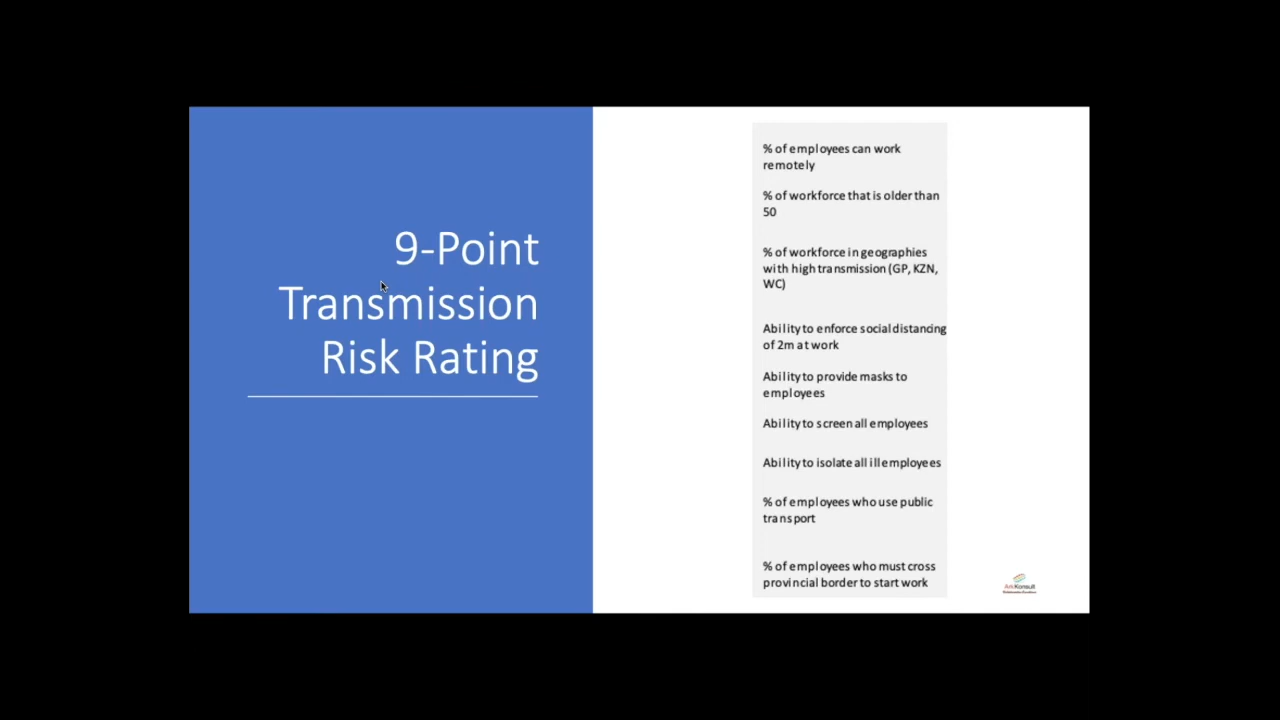 9-Point
Transmission
Risk Rating
% of employees can work
remotely
% of workforce that is older than
50
% of workforce in geographies
with high transmission (GP, KZN,
WC)
Ability to enforce social distancing
of 2m at work
Ability to provide masks to
employees
Ability to screen all employees
Ability to isolate all ill employees
% of employees who use public
transport
% of employees who must cross
provincial border to start work
ArkKonsult